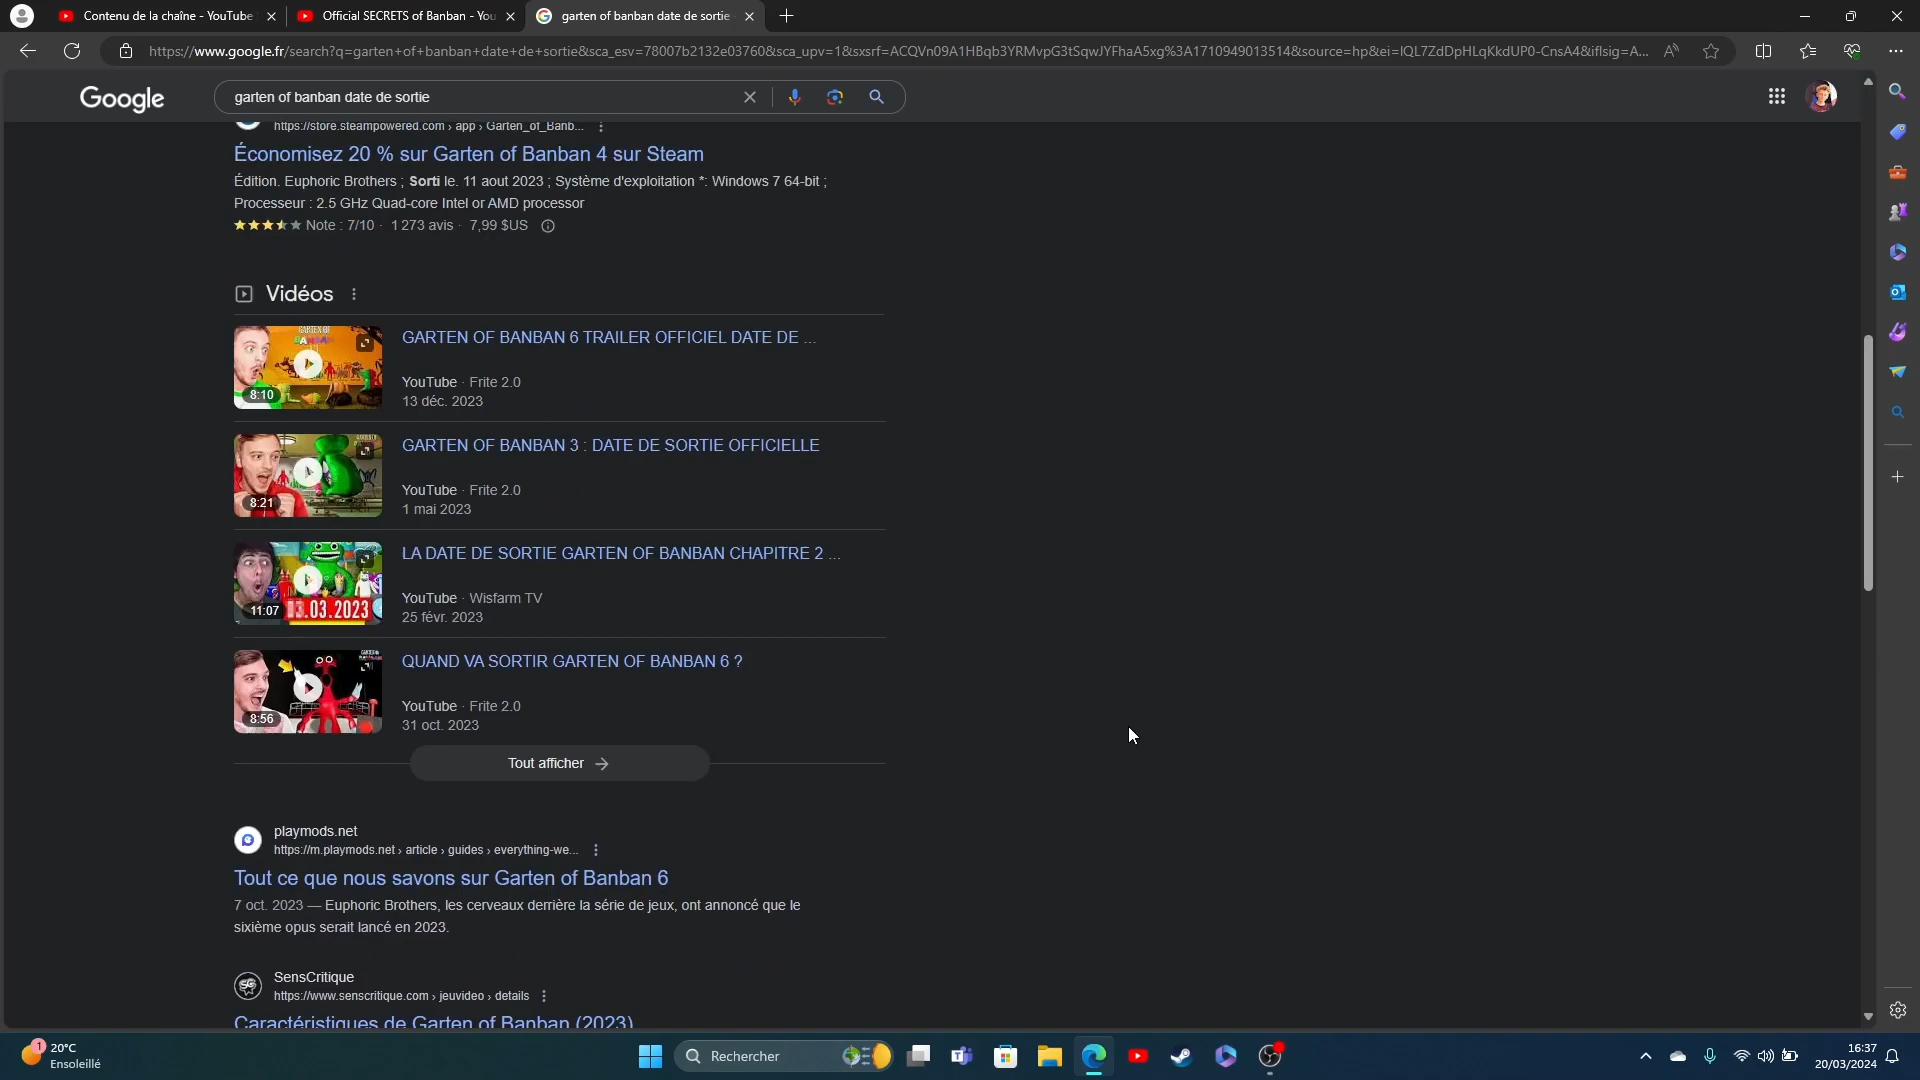 Contenu de la chaîne - YouTube
Official SECRETS of Banban - You
garten of banban date de sortie
https://www.google.fr/search?q=garten+of+banban+date+de+sortie&sca_esv=78007b2132e03760&sca_upv=1&sxsrf=ACQVn09A1HBqb3YRMvpG3tSqwJYFhaA5xg%3A1710949013514&source=hp&ei=lQL7ZdDpHLqKkdUP0-CnsA4&iflsig=A...
Google
garten of banban date de sortie
https://store.steampowered.com › app › Garten_of_Banb...
Économisez 20 % sur Garten of Banban 4 sur Steam
Édition. Euphoric Brothers ; Sorti le. 11 aout 2023 ; Système d'exploitation *: Windows 7 64-bit ;
Processeur : 2.5 GHz Quad-core Intel or AMD processor
Note : 7/10 · 1 273 avis · 7,99 $US
Vidéos
GARTEN OF BANBAN 6 TRAILER OFFICIEL DATE DE ...
YouTube · Frite 2.0
13 déc. 2023
8:10
GARTEN OF BANBAN 3 : DATE DE SORTIE OFFICIELLE
YouTube · Frite 2.0
1 mai 2023
8:21
LA DATE DE SORTIE GARTEN OF BANBAN CHAPITRE 2 ...
YouTube · Wisfarm TV
25 févr. 2023
11:07
.03.2023
QUAND VA SORTIR GARTEN OF BANBAN 6 ?
YouTube · Frite 2.0
31 oct. 2023
8:56
Tout afficher
playmods.net
https://m.playmods.net › article › guides › everything-we...
Tout ce que nous savons sur Garten of Banban 6
7 oct. 2023 — Euphoric Brothers, les cerveaux derrière la série de jeux, ont annoncé que le
sixième opus serait lancé en 2023.
SensCritique
https://www.senscritique.com › jeuvideo › details
Caractéristiques de Garten of Banban (2023)
1
20°C
Ensoleillé
Rechercher
16:37
20/03/2024